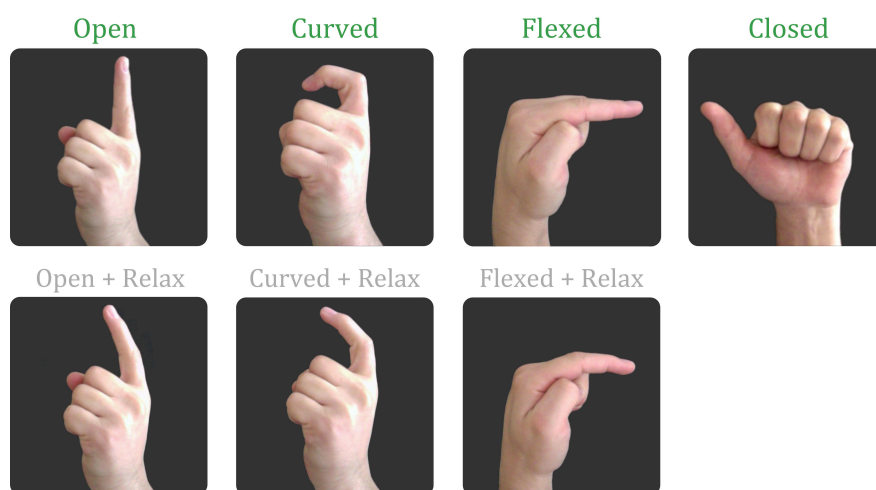 Open
Curved
Flexed
Closed
Open + Relax
Curved + Relax
Flexed + Relax